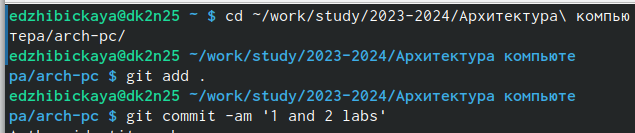 edzhibickaya@dk2n25 ~ $ cd ~/work/study/2023-2024/Архитектура\ компью
тера/arch-pc/
edzhibickaya@dk2n25 ~/work/study/2023-2024/Архитектура компьюте
ра/arch-pc $ git add .
edzhibickaya@dk2n25 ~/work/study/2023-2024/Архитектура компьюте
ра/arch-pc $ git commit -am '1 and 2 labs'